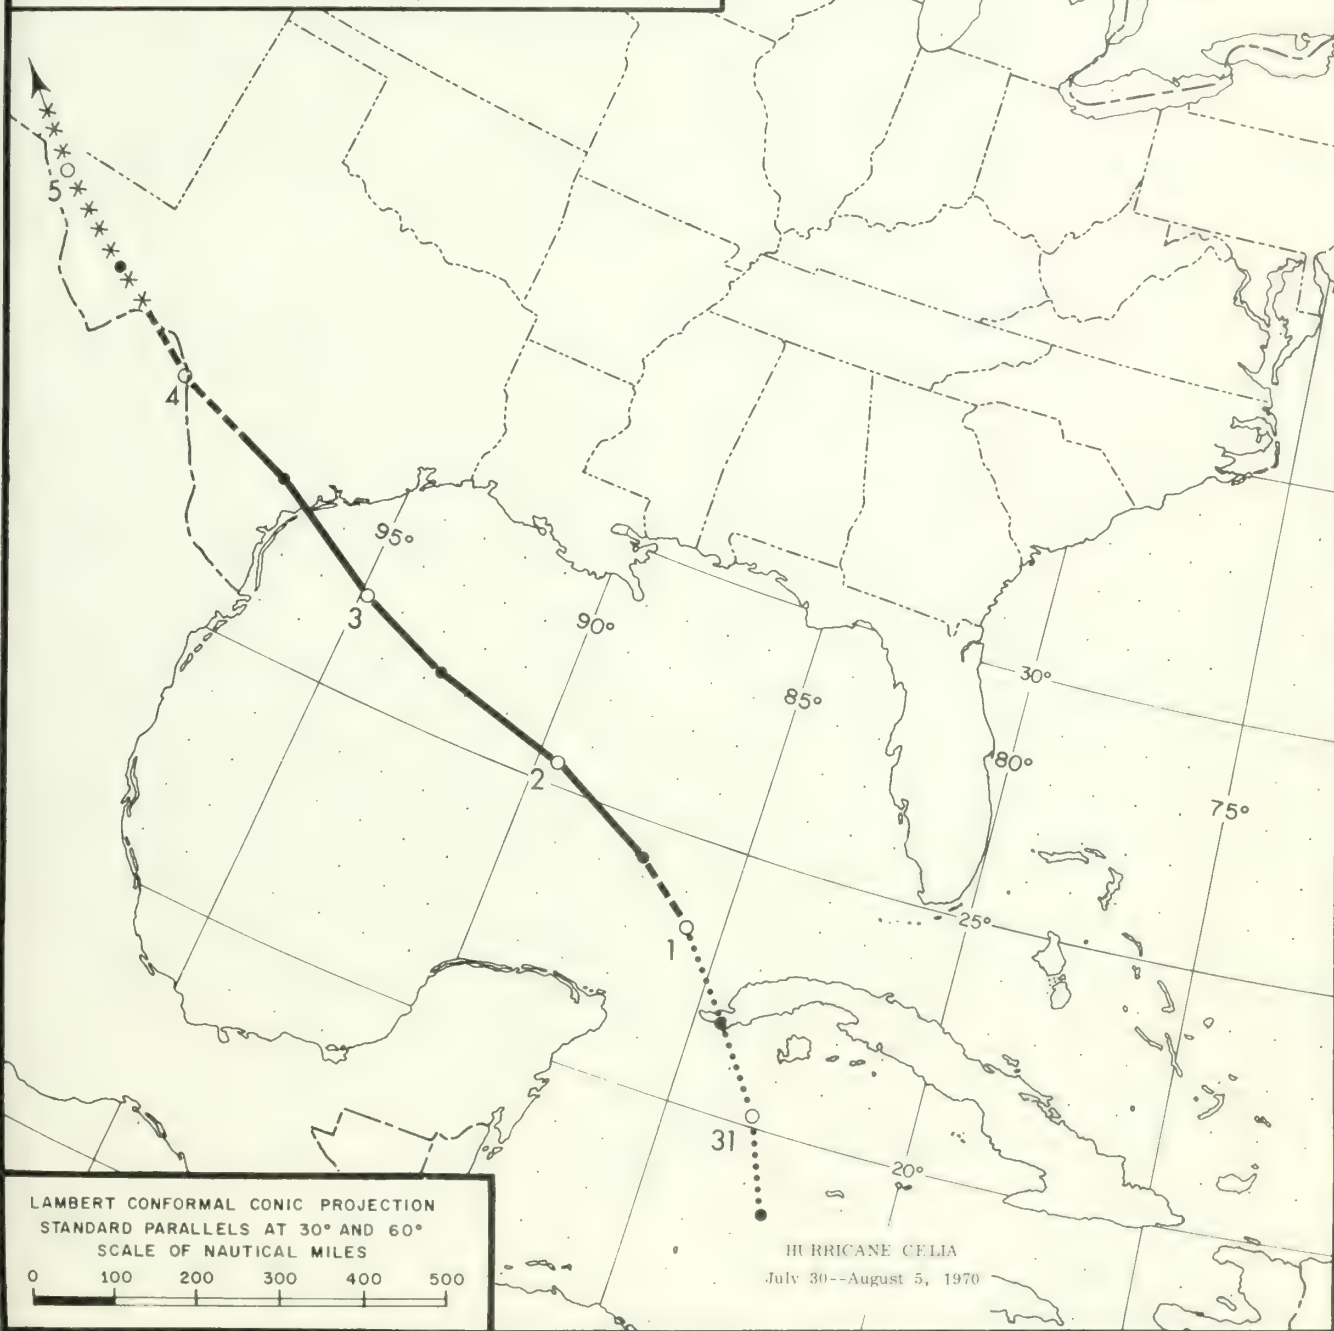 5
4
95°
3
90°
30°
85°
80°
2
75°
25°
1
31
20°
LAMBERT CONFORMAL CONIC PROJECTION
STANDARD PARALLELS AT 30° AND 60°
SCALE OF NAUTICAL MILES
0 100 200 300 400 500
HURRICANE CELIA
July 30--August 5, 1970